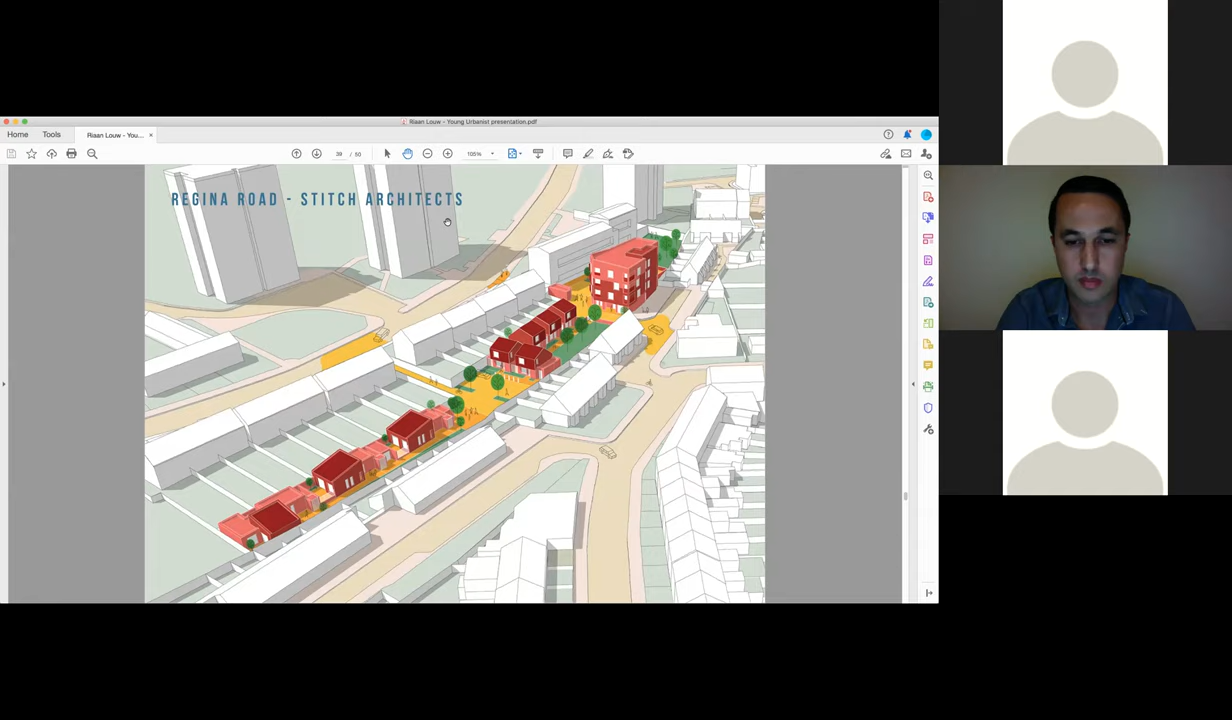 Riaan Louw - Young Urbanist presentation.pdf
Home
Tools
Riaan Louw - You...
39 / 50
105%
REGINA ROAD - STITCH ARCHITECTS